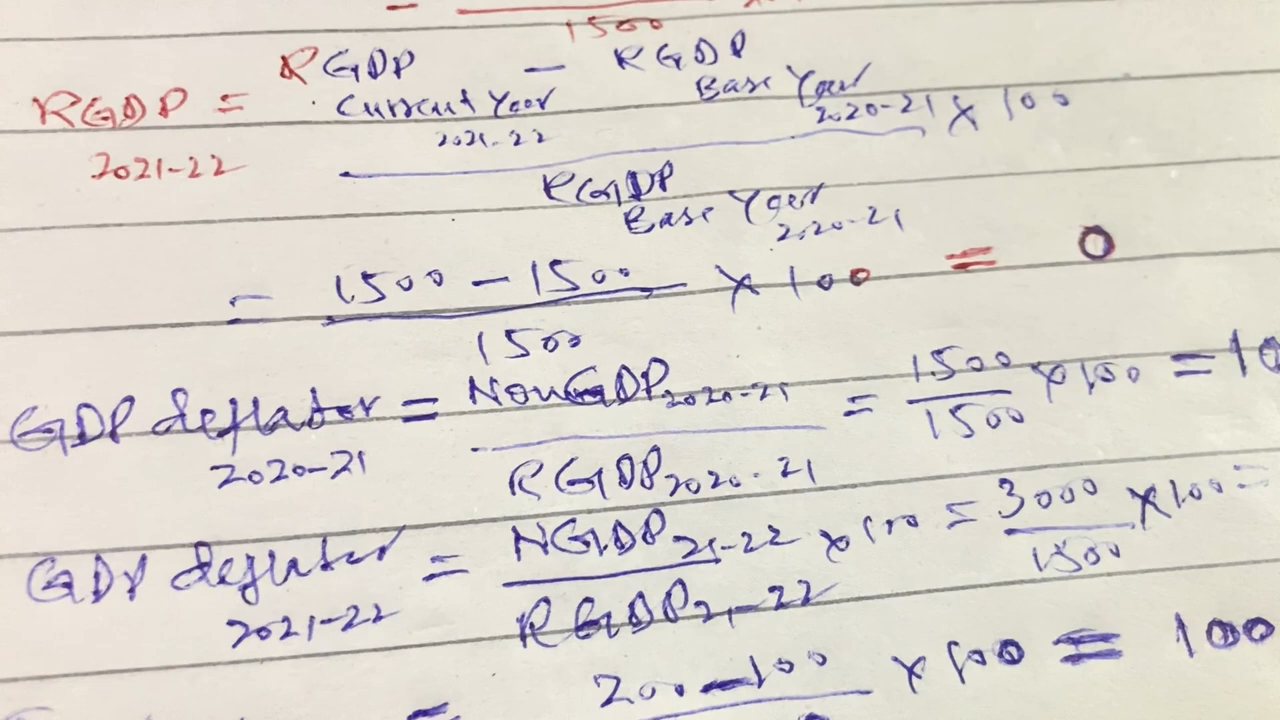 1500
RGDP - RGDP
Current Year Base Year
RGDP = × 100
2021-22 2021-22 2020-21
RGDP
Base Year
2020-21
= 1500 - 1500 × 100 = 0
1500
GDP deflator = NomGDP2020-21 = 1500 × 100 = 10
2020-21 RGDP2020-21 1500
GDP deflator = NGDP21-22 × 100 = 3000 × 100 =
2021-22 RGDP21-22 1500
= 200 - 100 × 100 = 100